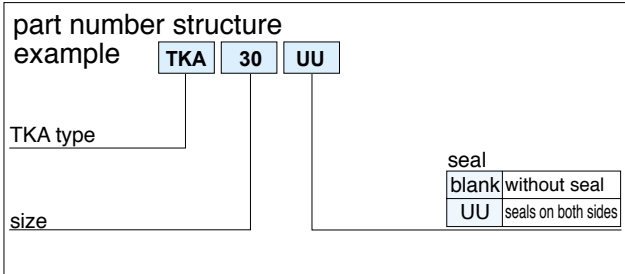 part number structure
example TKA 30 UU
TKA type
seal
blank without seal
UU seals on both sides
size